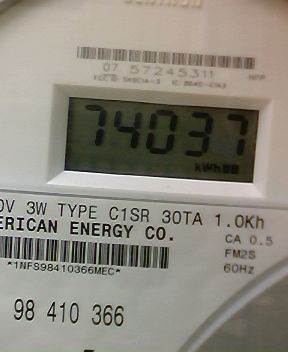 07 57245311
74037
kWh
0V 3W TYPE C1SR 30TA 1.0Kh
ERICAN ENERGY CO.
CA 0.5
*1NFS98410366MEC*
FM2S
60Hz
98 410 366